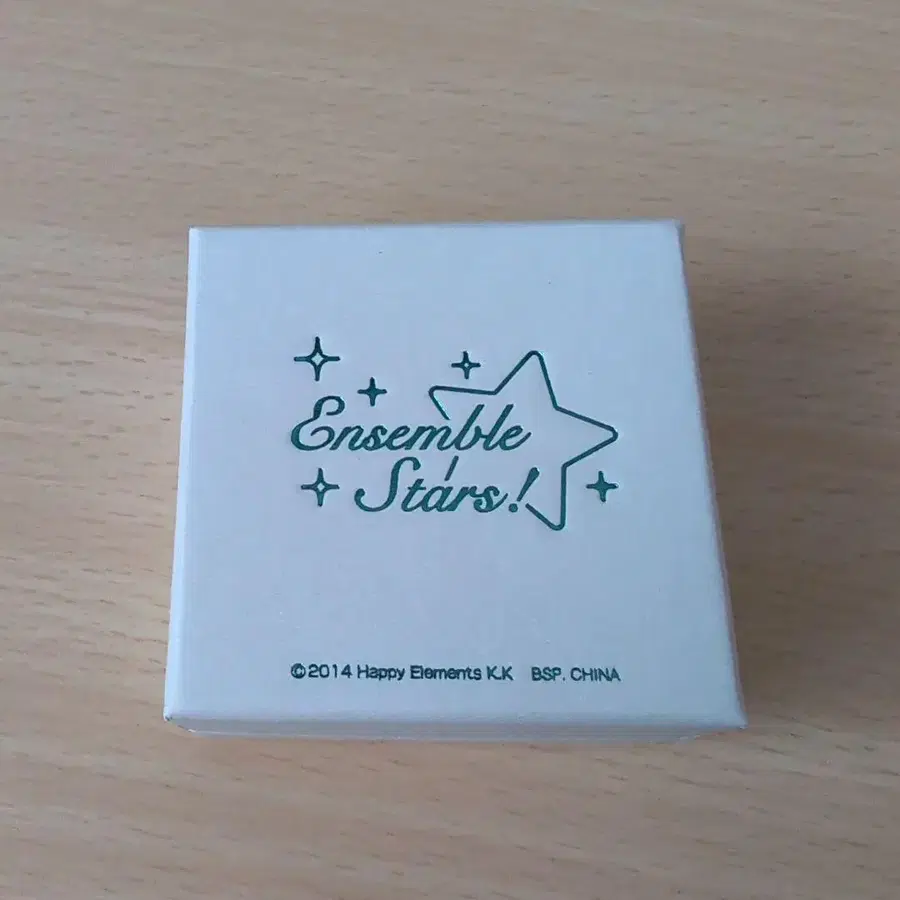 Ensemble
Stars!
©2014 Happy Elements K.K BSP. CHINA